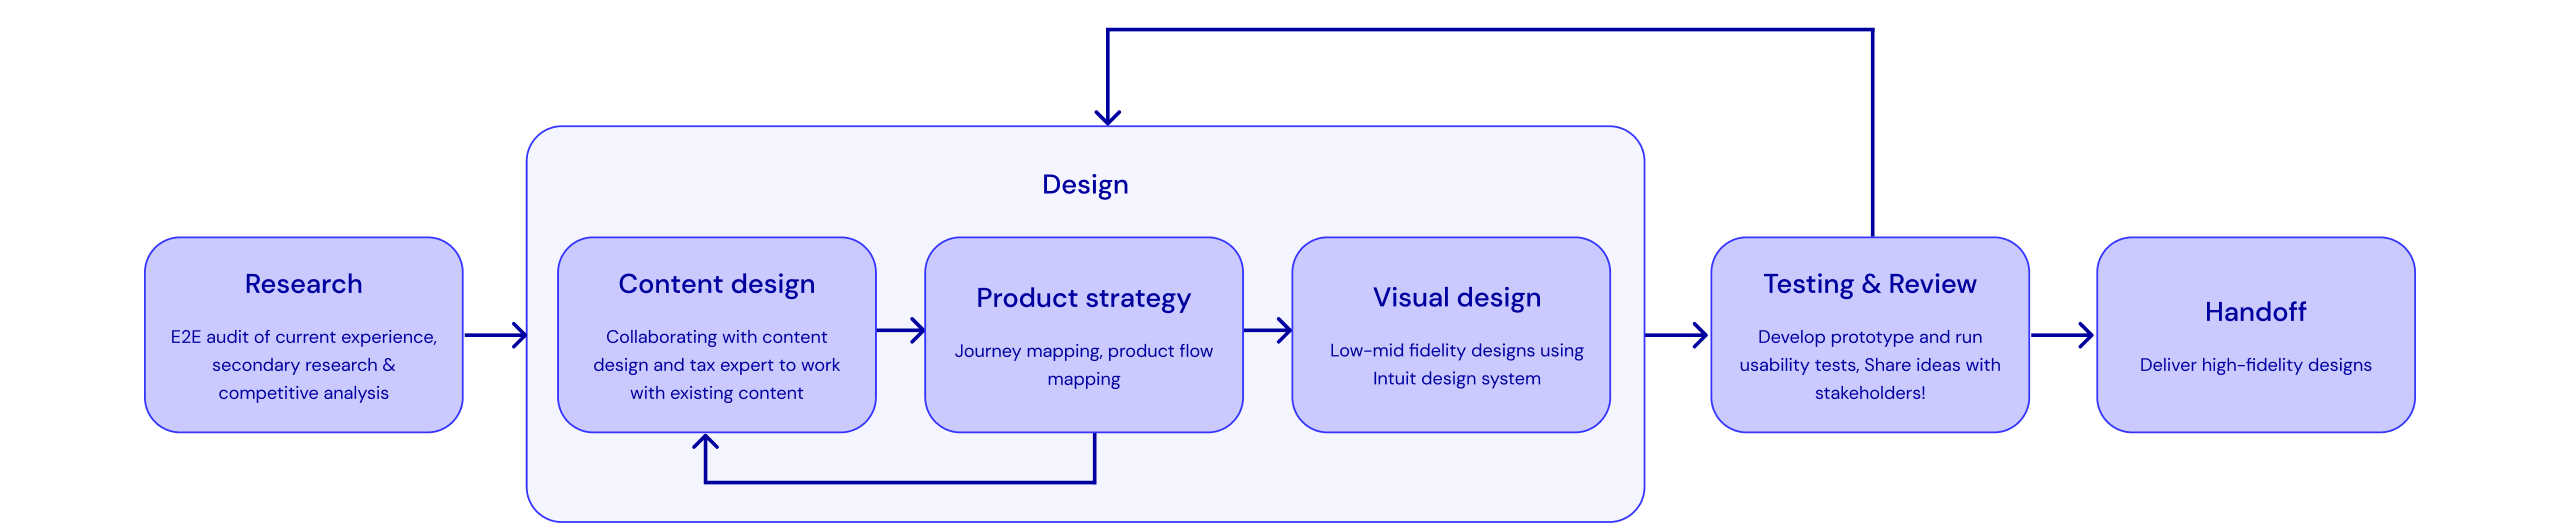 Design
Research
E2E audit of current experience,
secondary research &
competitive analysis
Content design
Collaborating with content
design and tax expert to work
with existing content
Product strategy
Journey mapping, product flow
mapping
Visual design
Low-mid fidelity designs using
Intuit design system
Testing & Review
Develop prototype and run
usability tests, Share ideas with
stakeholders!
Handoff
Deliver high-fidelity designs